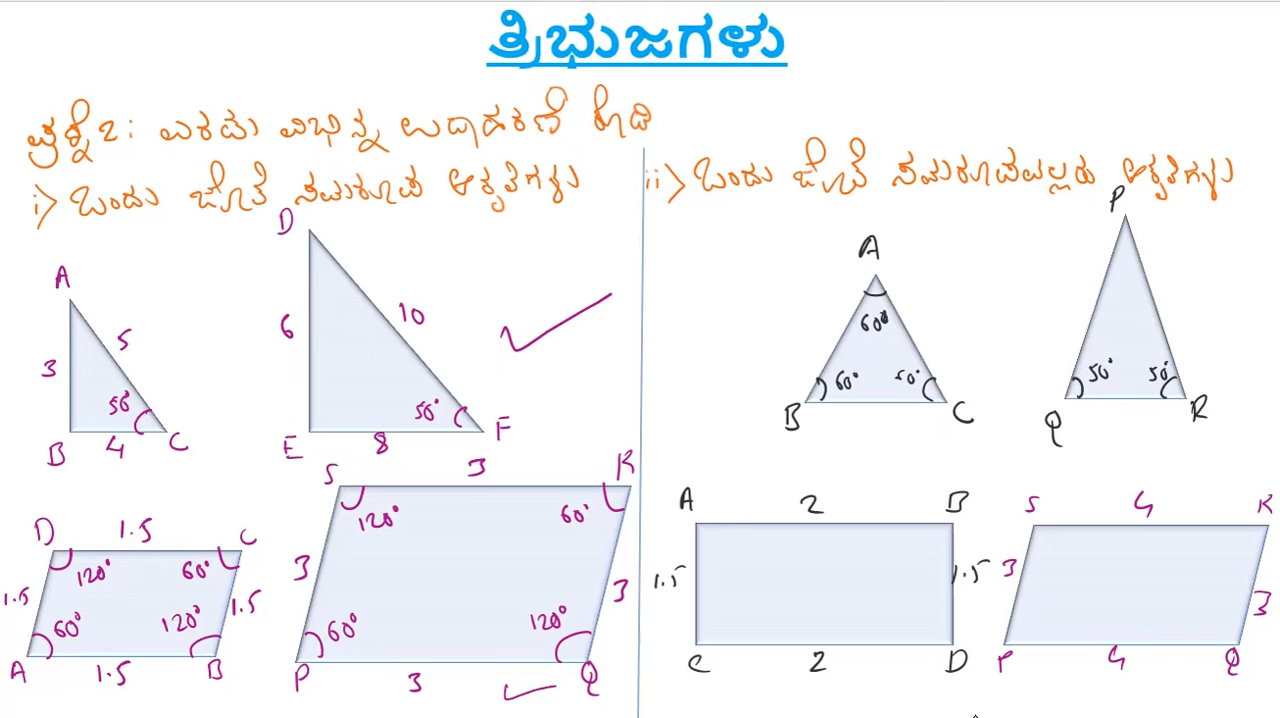 ತ್ರಿಭುಜಗಳು
ಪ್ರಶ್ನೆ 2: ಎರಡು ವಿಭಿನ್ನ ಉದಾಹರಣೆ ಕೊಡಿ
i) ಒಂದು ಜೊತೆ ಸಮರೂಪ ಆಕೃತಿಗಳು
D
A
5
3
50°
B 4 C
6
10
50°
E 8 F
D 1.5 C
120° 60°
1.5 1.5
60° 120°
A 1.5 B
S 3 R
120° 60°
3 3
60° 120°
P 3 Q
ii) ಒಂದು ಜೊತೆ ಸಮರೂಪವಲ್ಲದ ಆಕೃತಿಗಳು
A
60°
60° 60°
B C
P
50° 50°
Q R
A 2 B
1.5 1.5
C 2 D
S 4 R
3 3
P 4 Q